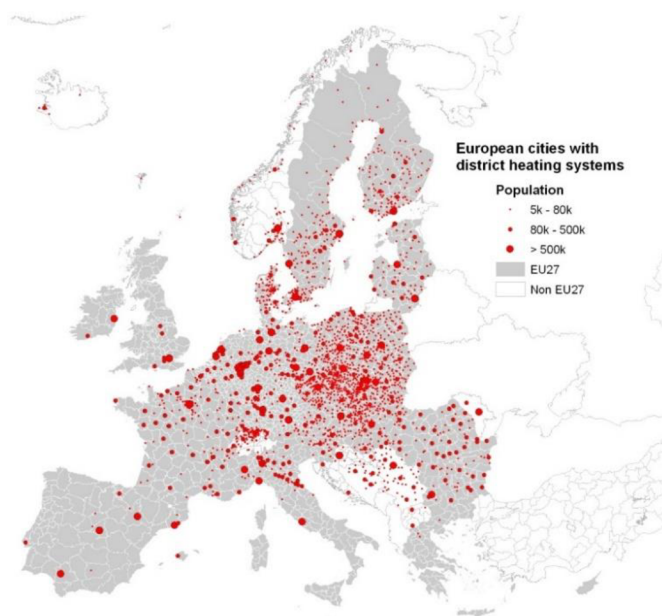 European cities with
district heating systems
Population
5k - 80k
80k - 500k
> 500k
EU27
Non EU27